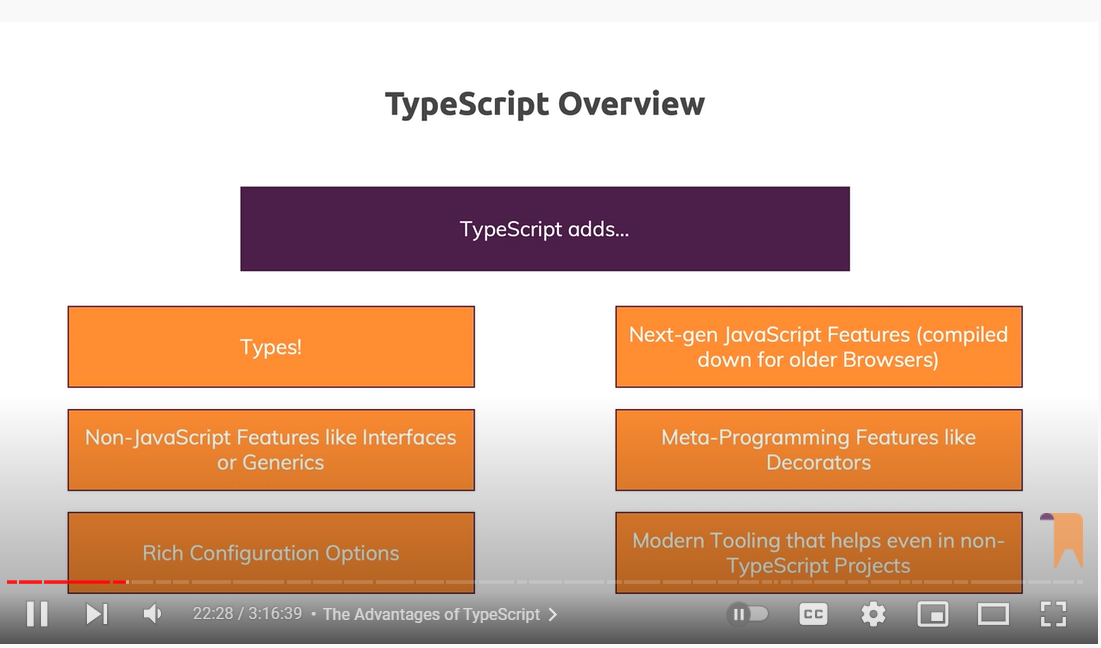 TypeScript Overview
TypeScript adds...
Types!
Next-gen JavaScript Features (compiled
down for older Browsers)
Non-JavaScript Features like Interfaces
or Generics
Meta-Programming Features like
Decorators
Rich Configuration Options
Modern Tooling that helps even in non-
TypeScript Projects
22:28 / 3:16:39 • The Advantages of TypeScript
CC